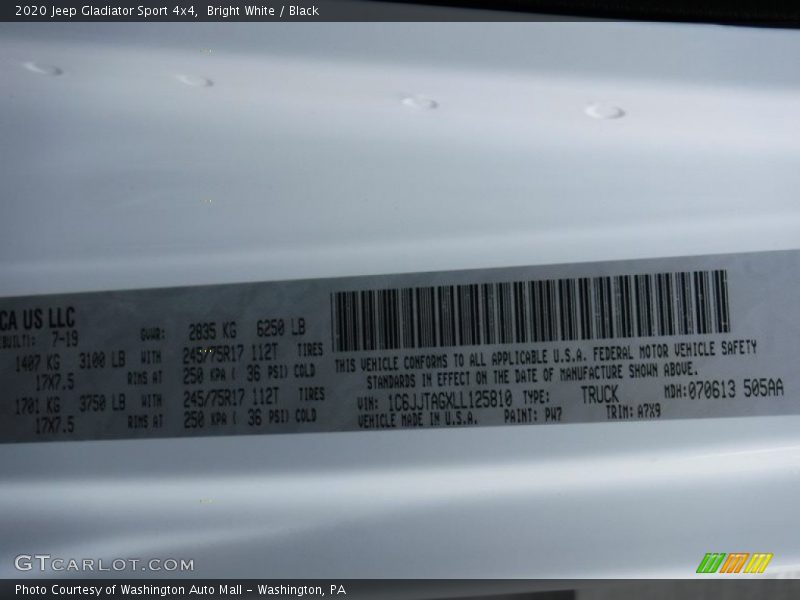 2020 Jeep Gladiator Sport 4x4,  Bright White / Black
CA US LLC
7-19 GVWR: 2835 KG 6250 LB
1407 KG 3100 LB WITH 245/75R17 112T TIRES
17X7.5 RIMS AT 250 KPA ( 36 PSI) COLD
1701 KG 3750 LB WITH 245/75R17 112T TIRES
17X7.5 RIMS AT 250 KPA ( 36 PSI) COLD
THIS VEHICLE CONFORMS TO ALL APPLICABLE U.S.A. FEDERAL MOTOR VEHICLE SAFETY
STANDARDS IN EFFECT ON THE DATE OF MANUFACTURE SHOWN ABOVE.
VIN: 1C6JJTAGXLL125810 TYPE: TRUCK MDH:070613 505AA
VEHICLE MADE IN U.S.A. PAINT: PW7 TRIM: A7X9
GTCARLOT.COM
Photo Courtesy of Washington Auto Mall – Washington, PA